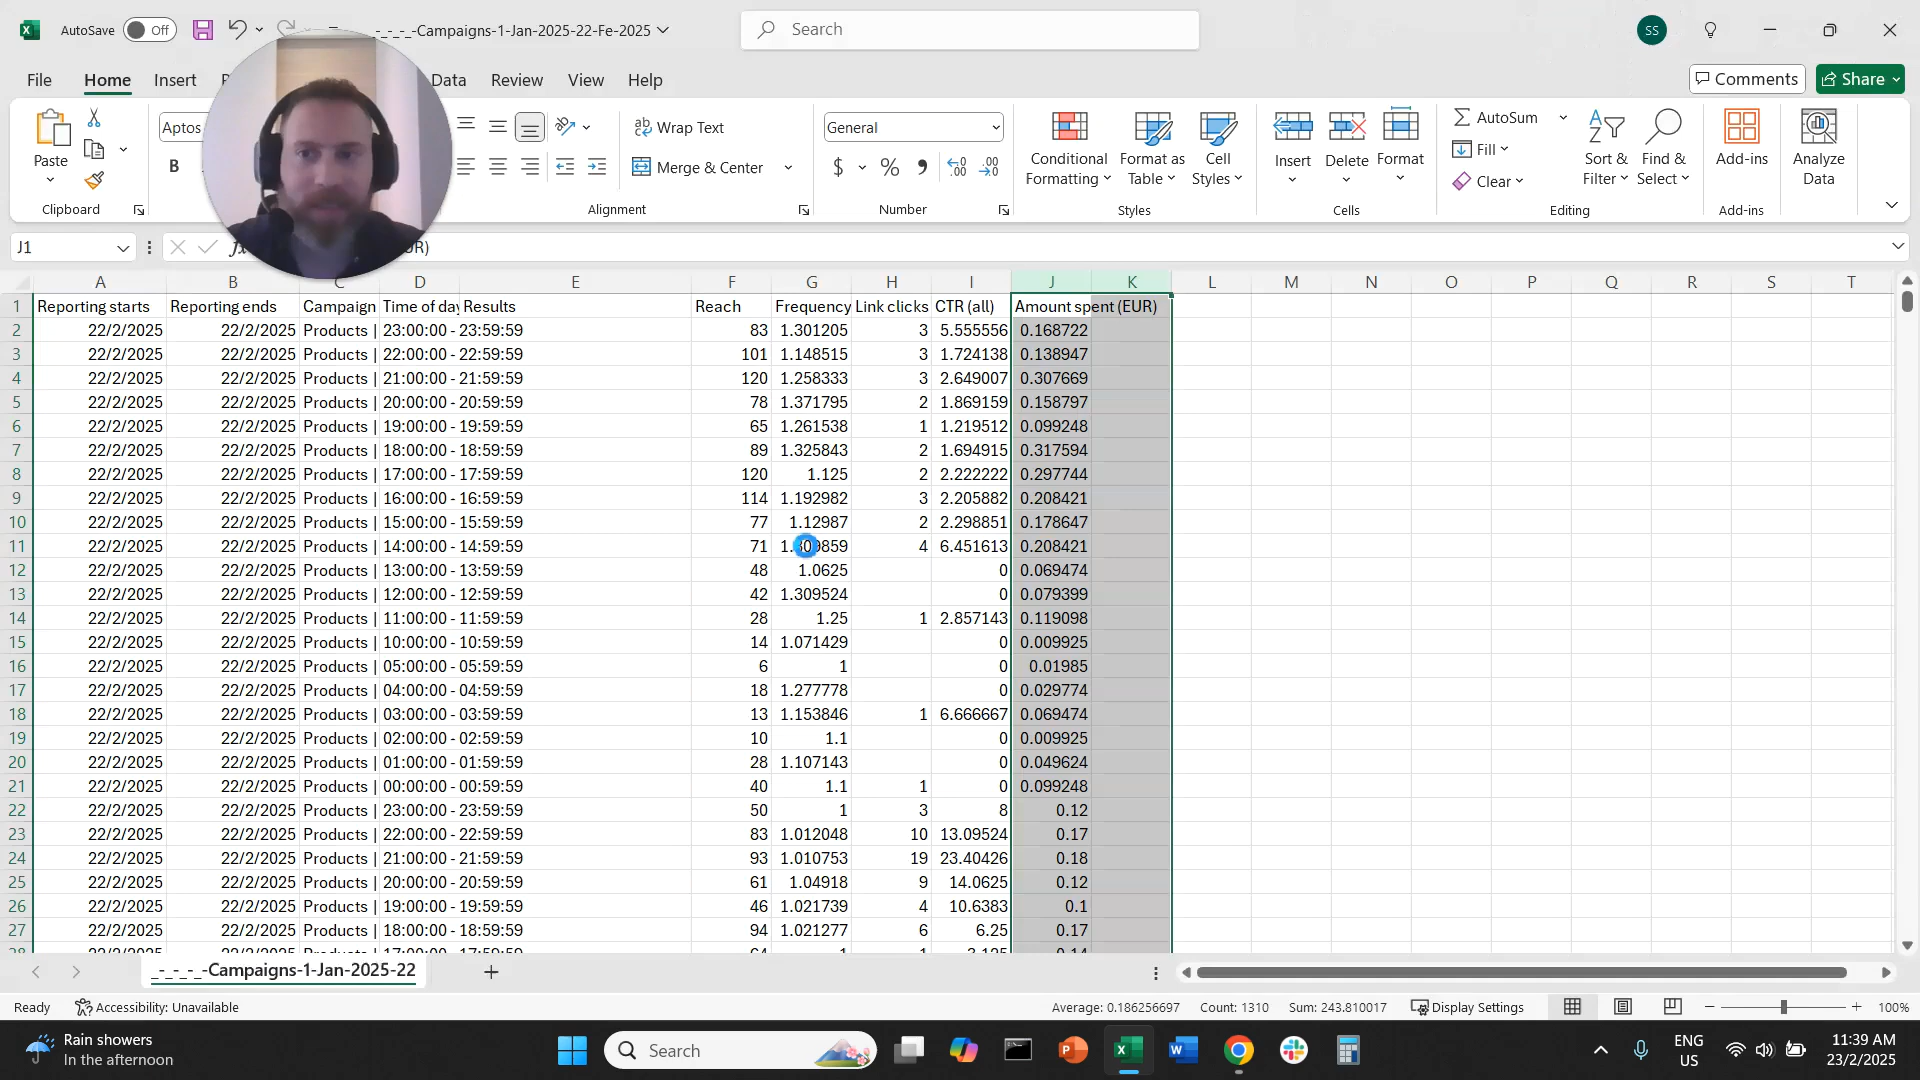 AutoSave Off _-_-_-_-Campaigns-1-Jan-2025-22-Fe-2025 Search SS
File Home Insert Data Review View Help Comments Share
Paste Aptos B Wrap Text Merge & Center General $ % Conditional Formatting Format as Table Cell Styles Insert Delete Format AutoSum Fill Clear Sort & Filter Find & Select Add-ins Analyze Data
Clipboard Alignment Number Styles Cells Editing Add-ins
J1 UR)
A B C D E F G H I J K L M N O P Q R S T
1 Reporting starts Reporting ends Campaign Time of day Results Reach Frequency Link clicks CTR (all) Amount spent (EUR)
2 22/2/2025 22/2/2025 Products | 23:00:00 - 23:59:59 83 1.301205 3 5.555556 0.168722
3 22/2/2025 22/2/2025 Products | 22:00:00 - 22:59:59 101 1.148515 3 1.724138 0.138947
4 22/2/2025 22/2/2025 Products | 21:00:00 - 21:59:59 120 1.258333 3 2.649007 0.307669
5 22/2/2025 22/2/2025 Products | 20:00:00 - 20:59:59 78 1.371795 2 1.869159 0.158797
6 22/2/2025 22/2/2025 Products | 19:00:00 - 19:59:59 65 1.261538 1 1.219512 0.099248
7 22/2/2025 22/2/2025 Products | 18:00:00 - 18:59:59 89 1.325843 2 1.694915 0.317594
8 22/2/2025 22/2/2025 Products | 17:00:00 - 17:59:59 120 1.125 2 2.222222 0.297744
9 22/2/2025 22/2/2025 Products | 16:00:00 - 16:59:59 114 1.192982 3 2.205882 0.208421
10 22/2/2025 22/2/2025 Products | 15:00:00 - 15:59:59 77 1.12987 2 2.298851 0.178647
11 22/2/2025 22/2/2025 Products | 14:00:00 - 14:59:59 71 1.309859 4 6.451613 0.208421
12 22/2/2025 22/2/2025 Products | 13:00:00 - 13:59:59 48 1.0625 0 0.069474
13 22/2/2025 22/2/2025 Products | 12:00:00 - 12:59:59 42 1.309524 0 0.079399
14 22/2/2025 22/2/2025 Products | 11:00:00 - 11:59:59 28 1.25 1 2.857143 0.119098
15 22/2/2025 22/2/2025 Products | 10:00:00 - 10:59:59 14 1.071429 0 0.009925
16 22/2/2025 22/2/2025 Products | 05:00:00 - 05:59:59 6 1 0 0.01985
17 22/2/2025 22/2/2025 Products | 04:00:00 - 04:59:59 18 1.277778 0 0.029774
18 22/2/2025 22/2/2025 Products | 03:00:00 - 03:59:59 13 1.153846 1 6.666667 0.069474
19 22/2/2025 22/2/2025 Products | 02:00:00 - 02:59:59 10 1.1 0 0.009925
20 22/2/2025 22/2/2025 Products | 01:00:00 - 01:59:59 28 1.107143 0 0.049624
21 22/2/2025 22/2/2025 Products | 00:00:00 - 00:59:59 40 1.1 1 0 0.099248
22 22/2/2025 22/2/2025 Products | 23:00:00 - 23:59:59 50 1 3 8 0.12
23 22/2/2025 22/2/2025 Products | 22:00:00 - 22:59:59 83 1.012048 10 13.09524 0.17
24 22/2/2025 22/2/2025 Products | 21:00:00 - 21:59:59 93 1.010753 19 23.40426 0.18
25 22/2/2025 22/2/2025 Products | 20:00:00 - 20:59:59 61 1.04918 9 14.0625 0.12
26 22/2/2025 22/2/2025 Products | 19:00:00 - 19:59:59 46 1.021739 4 10.6383 0.1
27 22/2/2025 22/2/2025 Products | 18:00:00 - 18:59:59 94 1.021277 6 6.25 0.17
_-_-_-_-Campaigns-1-Jan-2025-22
Ready Accessibility: Unavailable Average: 0.186256697 Count: 1310 Sum: 243.810017 Display Settings 100%
Rain showers
In the afternoon
Search
ENG
US
11:39 AM
23/2/2025